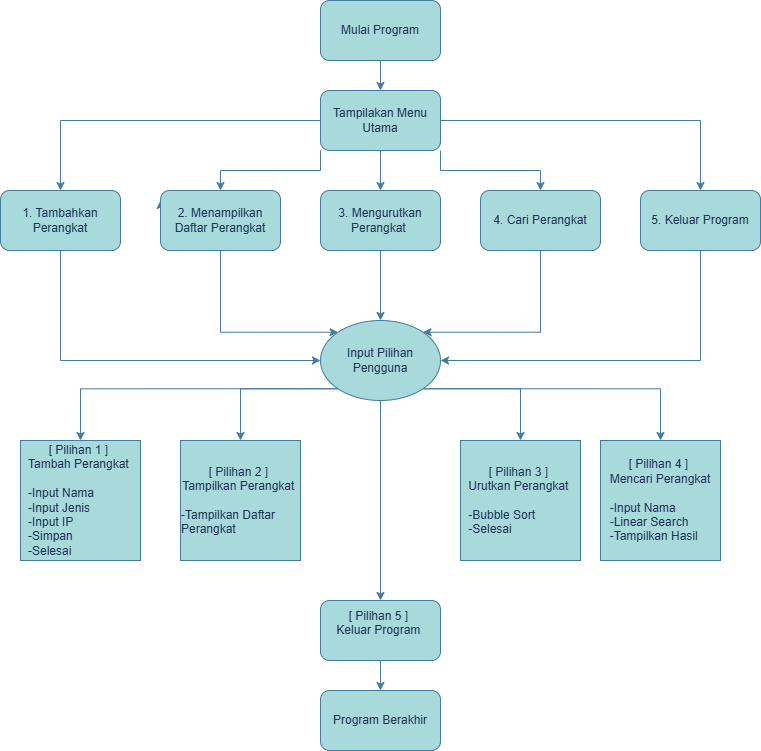 Mulai Program
Tampilakan Menu
Utama
1. Tambahkan
Perangkat
2. Menampilkan
Daftar Perangkat
3. Mengurutkan
Perangkat
4. Cari Perangkat
5. Keluar Program
Input Pilihan
Pengguna
[ Pilihan 1 ]
Tambah Perangkat
-Input Nama
-Input Jenis
-Input IP
-Simpan
-Selesai
[ Pilihan 2 ]
Tampilkan Perangkat
-Tampilkan Daftar
Perangkat
[ Pilihan 3 ]
Urutkan Perangkat
-Bubble Sort
-Selesai
[ Pilihan 4 ]
Mencari Perangkat
-Input Nama
-Linear Search
-Tampilkan Hasil
[ Pilihan 5 ]
Keluar Program
Program Berakhir